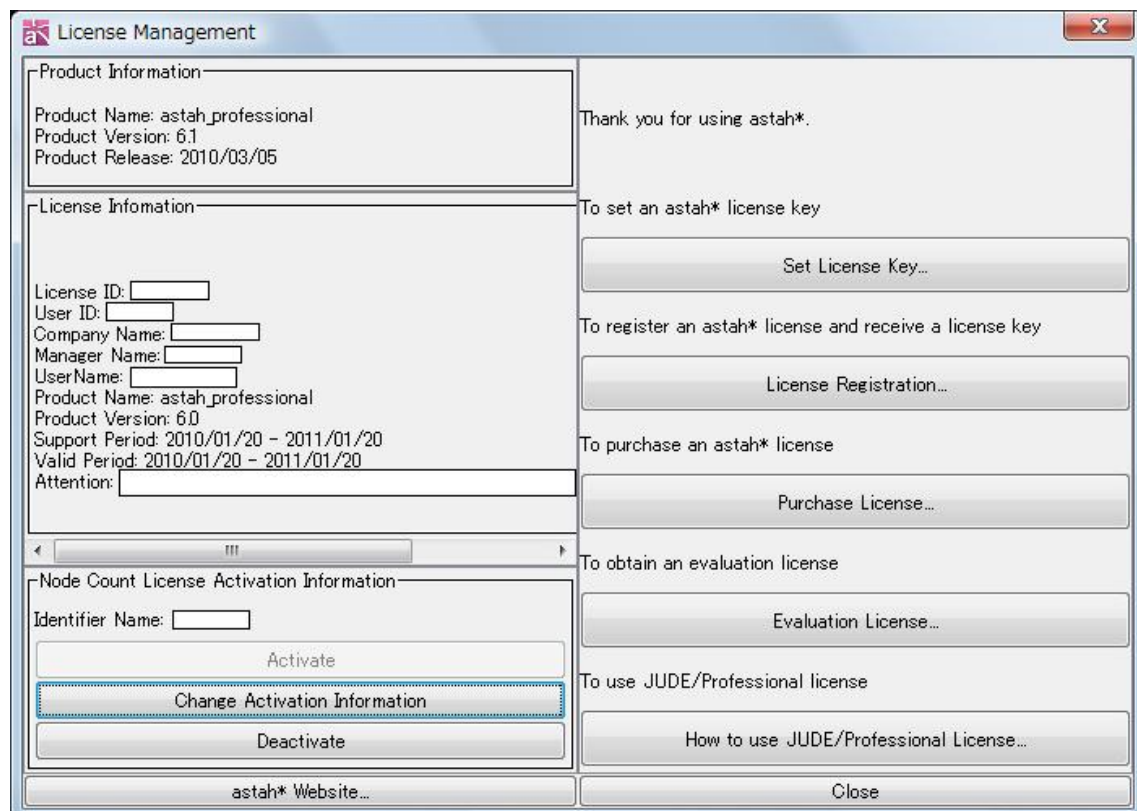 License Management
Product Information
Product Name: astah_professional
Product Version: 6.1
Product Release: 2010/03/05
License Infomation
License ID:
User ID:
Company Name:
Manager Name:
UserName:
Product Name: astah_professional
Product Version: 6.0
Support Period: 2010/01/20 - 2011/01/20
Valid Period: 2010/01/20 - 2011/01/20
Attention:
Node Count License Activation Information
Identifier Name:
Activate
Change Activation Information
Deactivate
astah* Website...
Thank you for using astah*.
To set an astah* license key
Set License Key...
To register an astah* license and receive a license key
License Registration...
To purchase an astah* license
Purchase License...
To obtain an evaluation license
Evaluation License...
To use JUDE/Professional license
How to use JUDE/Professional License...
Close